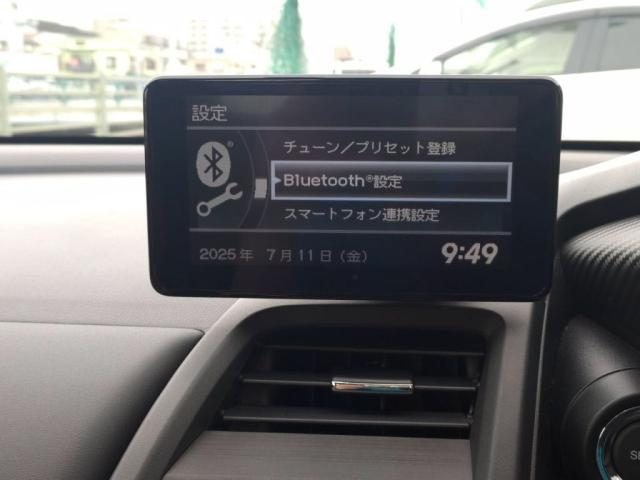 設定
チューン／プリセット登録
Bluetooth®設定
スマートフォン連携設定
2025年 7月11日（金）
9:49
SE